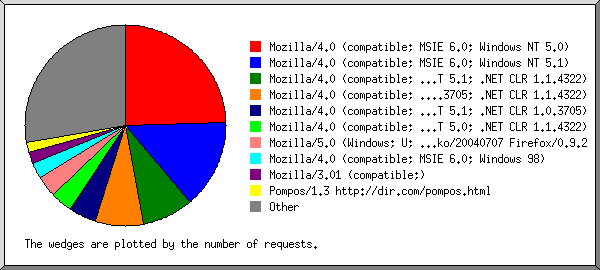 Mozilla/4.0 (compatible; MSIE 6.0; Windows NT 5.0)
Mozilla/4.0 (compatible; MSIE 6.0; Windows NT 5.1)
Mozilla/4.0 (compatible; ...T 5.1; .NET CLR 1.1.4322)
Mozilla/4.0 (compatible; ....3705; .NET CLR 1.1.4322)
Mozilla/4.0 (compatible; ...T 5.1; .NET CLR 1.0.3705)
Mozilla/4.0 (compatible; ...T 5.0; .NET CLR 1.1.4322)
Mozilla/5.0 (Windows; U; ...ko/20040707 Firefox/0.9.2
Mozilla/4.0 (compatible; MSIE 6.0; Windows 98)
Mozilla/3.01 (compatible;)
Pompos/1.3 http://dir.com/pompos.html
Other
The wedges are plotted by the number of requests.